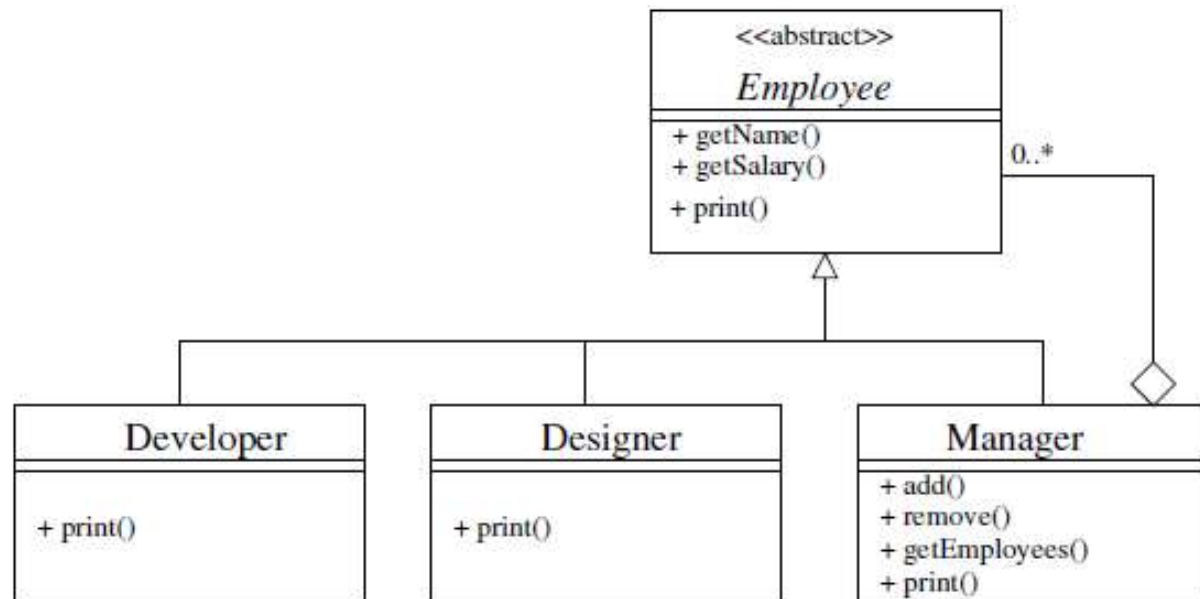 <<abstract>>
Employee
+ getName()
+ getSalary()
+ print()
0..*
Developer
+ print()
Designer
+ print()
Manager
+ add()
+ remove()
+ getEmployees()
+ print()